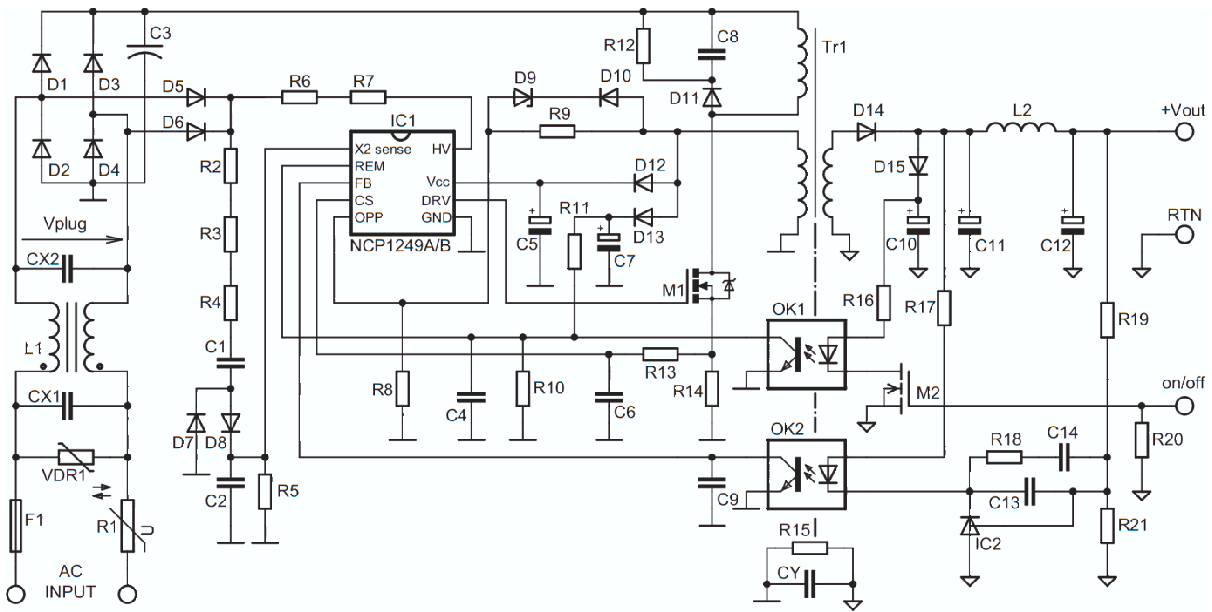 C3
R12
C8
Tr1
D1
D3
D5
R6
R7
D9
D10
D11
D14
L2
+Vout
D6
IC1
R9
D2
D4
R2
X2 sense
HV
REM
FB
Vcc
CS
DRV
OPP
GND
NCP1249A/B
D12
D15
Vplug
R3
C5
R11
D13
C7
C10
C11
C12
RTN
CX2
M1
R16
R17
R4
OK1
R19
L1
C1
R13
CX1
R8
C4
R10
C6
R14
M2
on/off
D7
D8
OK2
R18
C14
R20
VDR1
C2
R5
C9
C13
F1
R1
U
R15
IC2
R21
AC
INPUT
CY